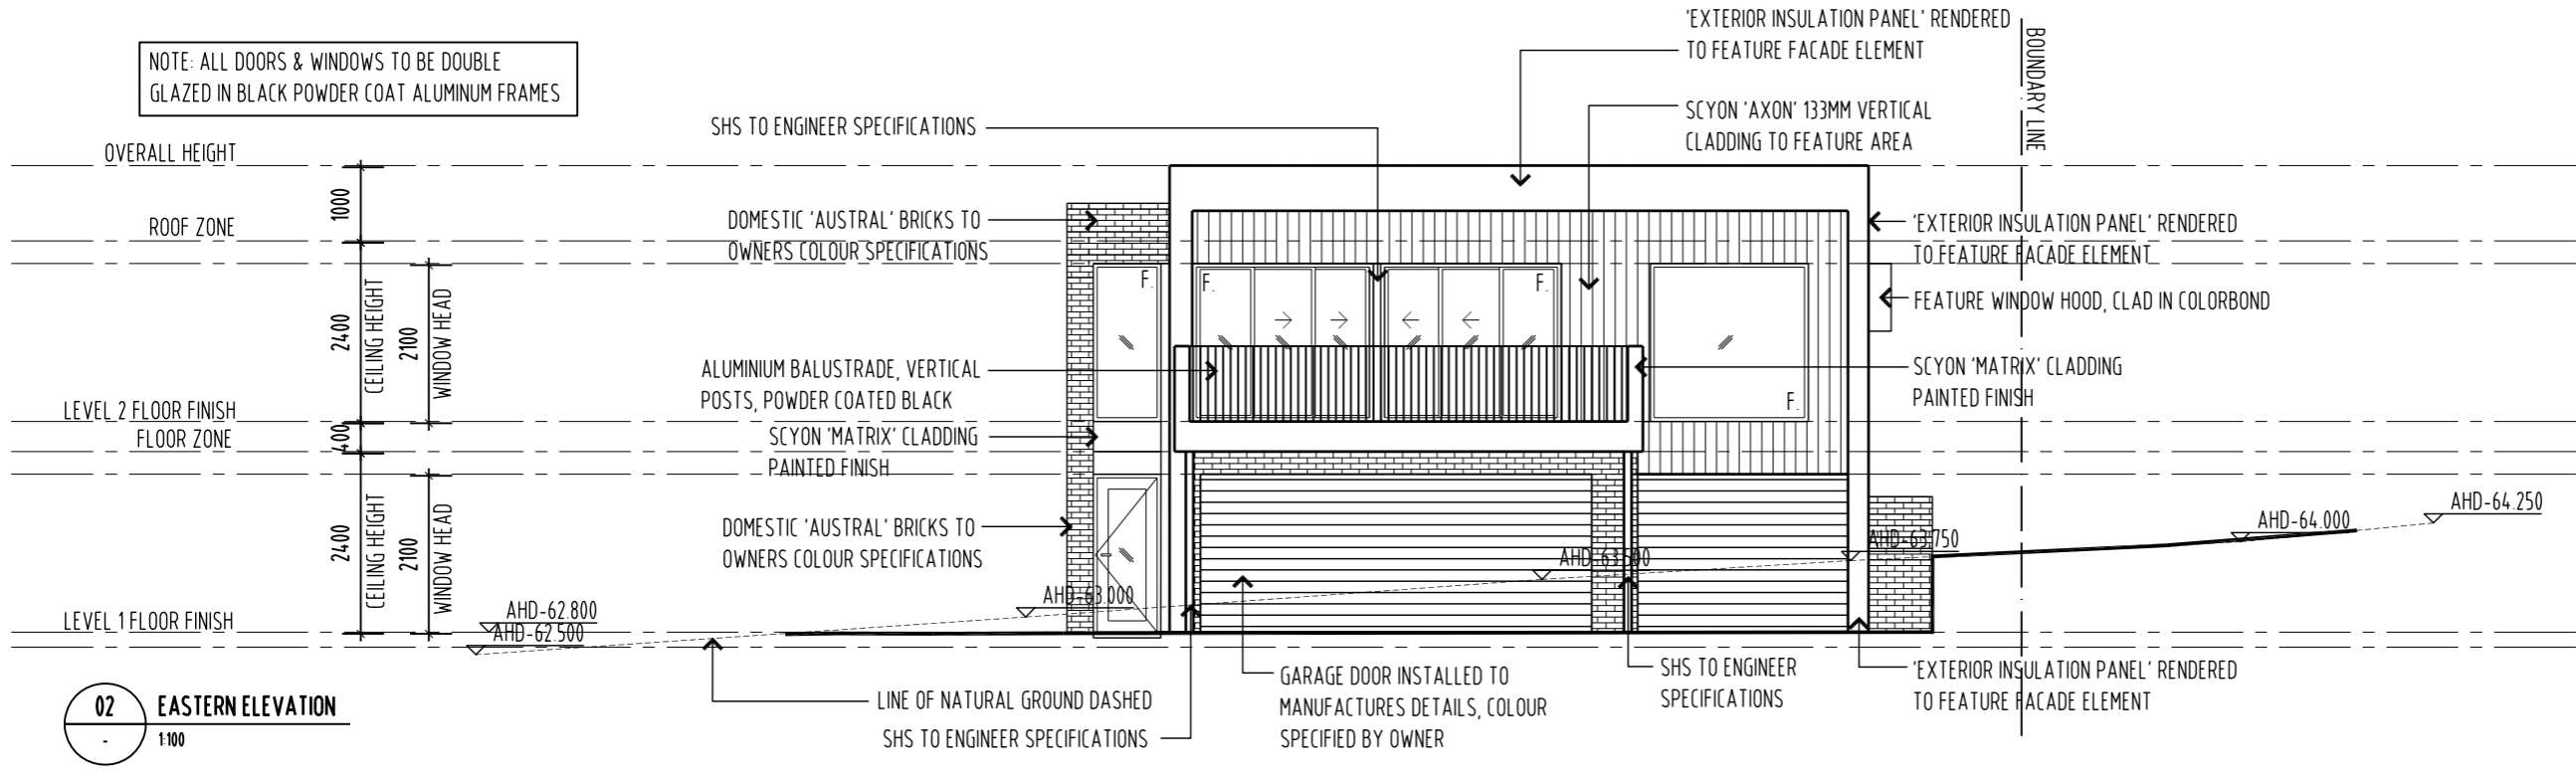 'EXTERIOR INSULATION PANEL' RENDERED
TO FEATURE FACADE ELEMENT
BOUNDARY LINE
NOTE: ALL DOORS & WINDOWS TO BE DOUBLE
GLAZED IN BLACK POWDER COAT ALUMINUM FRAMES
SCYON 'AXON' 133MM VERTICAL
CLADDING TO FEATURE AREA
SHS TO ENGINEER SPECIFICATIONS
OVERALL HEIGHT
1000
ROOF ZONE
DOMESTIC 'AUSTRAL' BRICKS TO
OWNERS COLOUR SPECIFICATIONS
'EXTERIOR INSULATION PANEL' RENDERED
TO FEATURE FACADE ELEMENT
F.
F.
F.
FEATURE WINDOW HOOD, CLAD IN COLORBOND
2400
CEILING HEIGHT
2100
WINDOW HEAD
ALUMINIUM BALUSTRADE, VERTICAL
POSTS, POWDER COATED BLACK
SCYON 'MATRIX' CLADDING
PAINTED FINISH
F.
LEVEL 2 FLOOR FINISH
FLOOR ZONE
400
SCYON 'MATRIX' CLADDING
PAINTED FINISH
2400
CEILING HEIGHT
2100
WINDOW HEAD
DOMESTIC 'AUSTRAL' BRICKS TO
OWNERS COLOUR SPECIFICATIONS
AHD-64.250
AHD-64.000
AHD-63.750
AHD-63.500
AHD-63.000
AHD-62.800
AHD-62.500
LEVEL 1 FLOOR FINISH
LINE OF NATURAL GROUND DASHED
SHS TO ENGINEER SPECIFICATIONS
GARAGE DOOR INSTALLED TO
MANUFACTURES DETAILS, COLOUR
SPECIFIED BY OWNER
SHS TO ENGINEER
SPECIFICATIONS
'EXTERIOR INSULATION PANEL' RENDERED
TO FEATURE FACADE ELEMENT
02
-
EASTERN ELEVATION
1:100